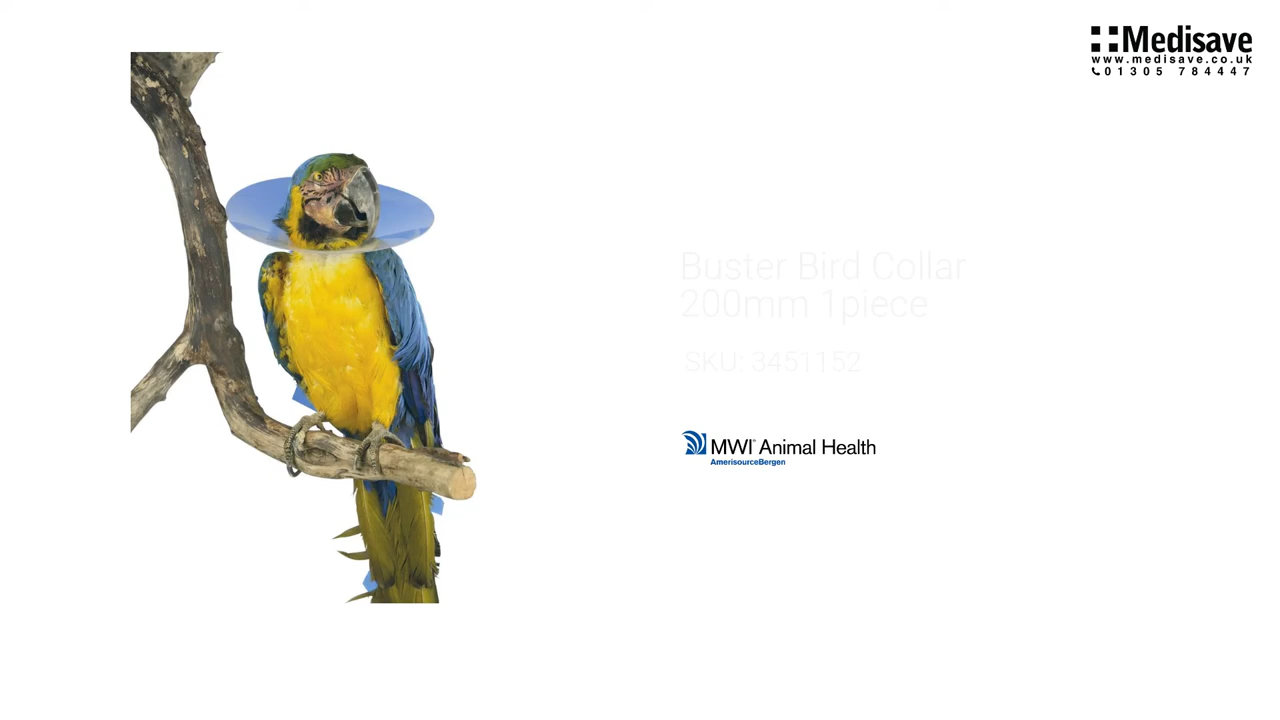 Medisave
www.medisave.co.uk
01305 784447
Buster Bird Collar
200mm 1piece
SKU: 3451152
MWI® Animal Health
AmerisourceBergen